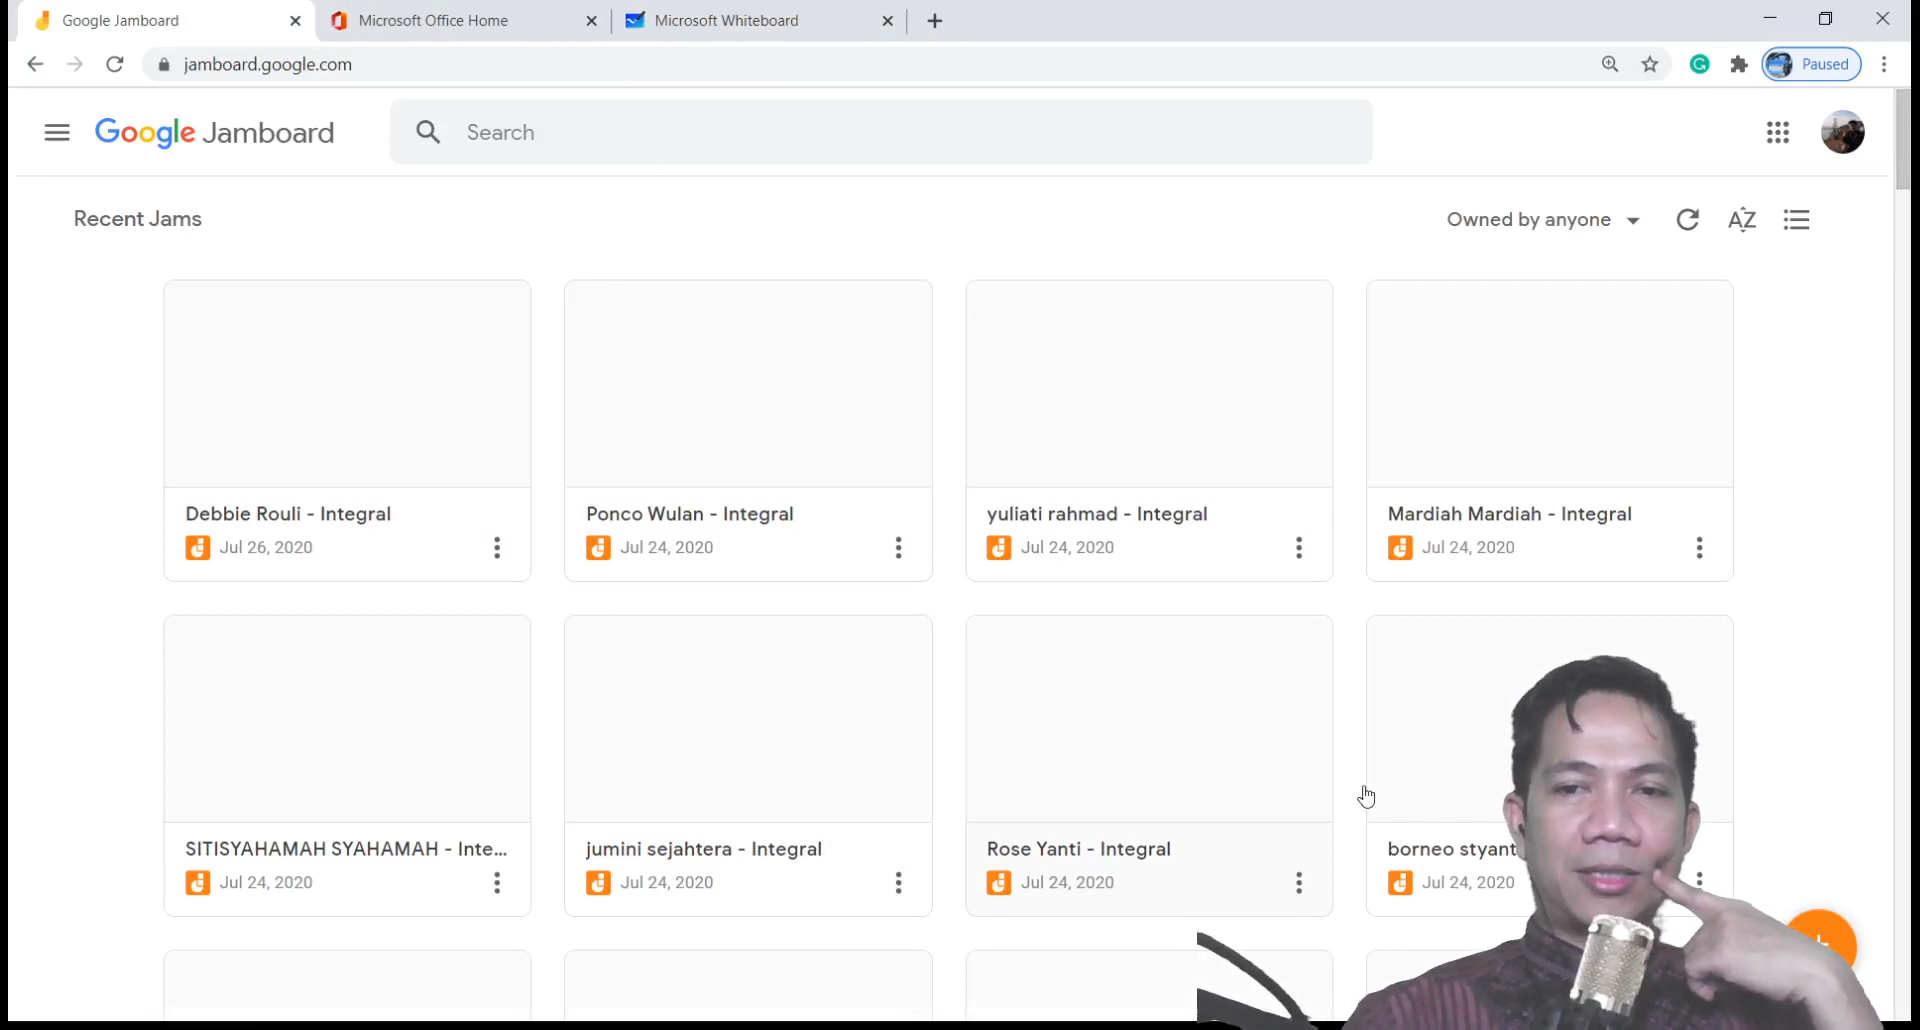 Google Jamboard
Microsoft Office Home
Microsoft Whiteboard
jamboard.google.com
Paused
Google Jamboard
Search
Recent Jams
Owned by anyone
AZ
Debbie Rouli - Integral
Jul 26, 2020
Ponco Wulan - Integral
Jul 24, 2020
yuliati rahmad - Integral
Jul 24, 2020
Mardiah Mardiah - Integral
Jul 24, 2020
SITISYAHAMAH SYAHAMAH - Inte...
Jul 24, 2020
jumini sejahtera - Integral
Jul 24, 2020
Rose Yanti - Integral
Jul 24, 2020
borneo styant
Jul 24, 2020